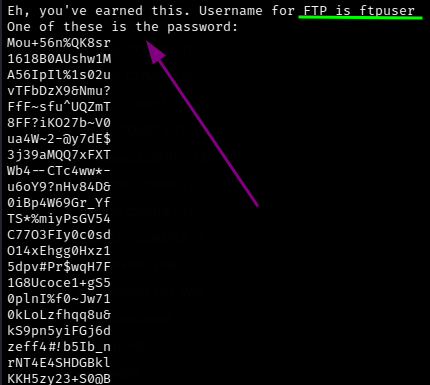 Eh, you've earned this. Username for FTP is ftpuser
One of these is the password:
Mou+56n%QK8sr
1618B0AUshw1M
A56IpIl%1s02u
vTFbDzX9&Nmu?
FfF~sfu^UQZmT
8FF?iKO27b~V0
ua4W~2-@y7dE$
3j39aMQQ7xFXT
Wb4--CTc4ww*-
u6oY9?nHv84D&
0iBp4W69Gr_Yf
TS*%miyPsGV54
C77O3FIy0c0sd
O14xEhgg0Hxz1
5dpv#Pr$wqH7F
1G8Ucoce1+gS5
0plnI%f0~Jw71
0kLoLzfhqq8u&
kS9pn5yiFGj6d
zeff4#!b5Ib_n
rNT4E4SHDGBkl
KKH5zy23+S0@B